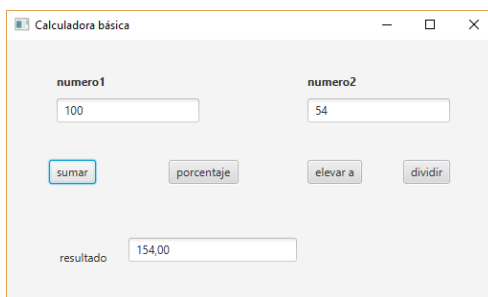 Calculadora básica
numero1 numero2
100 54
sumar porcentaje elevar a dividir
resultado 154,00